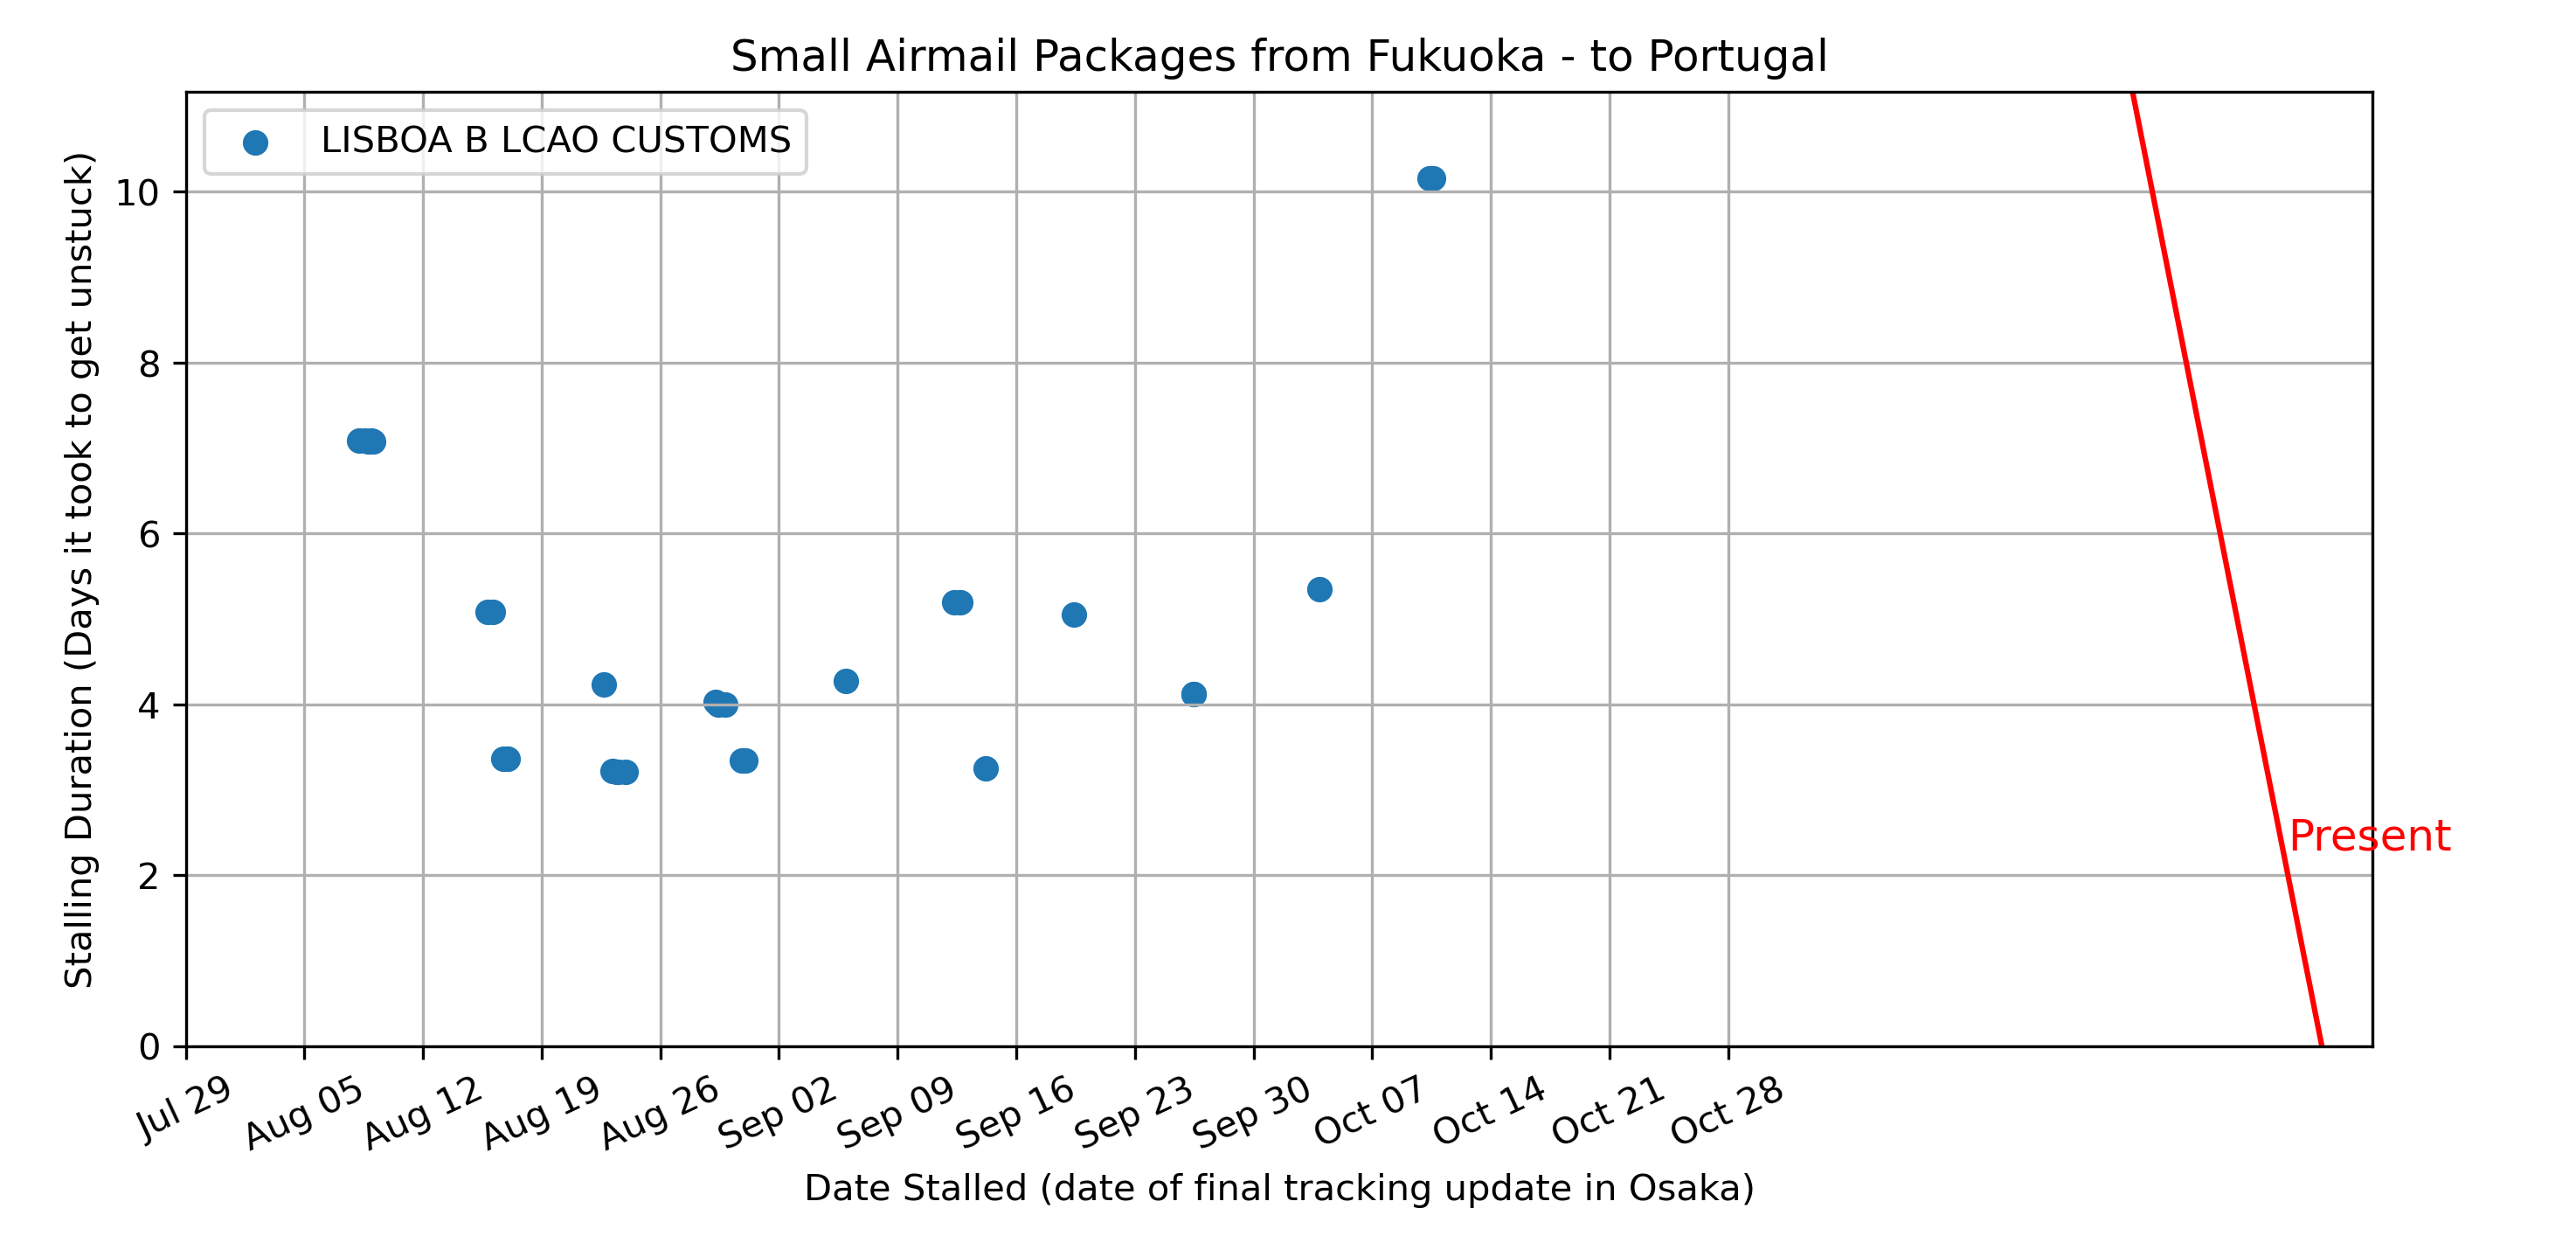 Small Airmail Packages from Fukuoka - to Portugal
LISBOA B LCAO CUSTOMS
Stalling Duration (Days it took to get unstuck)
10
8
6
4
2
0
Present
Jul 29
Aug 05
Aug 12
Aug 19
Aug 26
Sep 02
Sep 09
Sep 16
Sep 23
Sep 30
Oct 07
Oct 14
Oct 21
Oct 28
Date Stalled (date of final tracking update in Osaka)